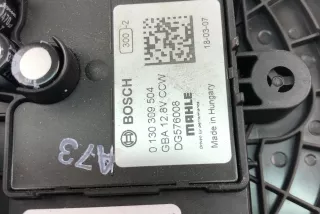 300 2
18-03-07
BOSCH
0 130 309 504
GBA 12.8V CCW
DG576008
MAHLE
Made in Hungary
A73